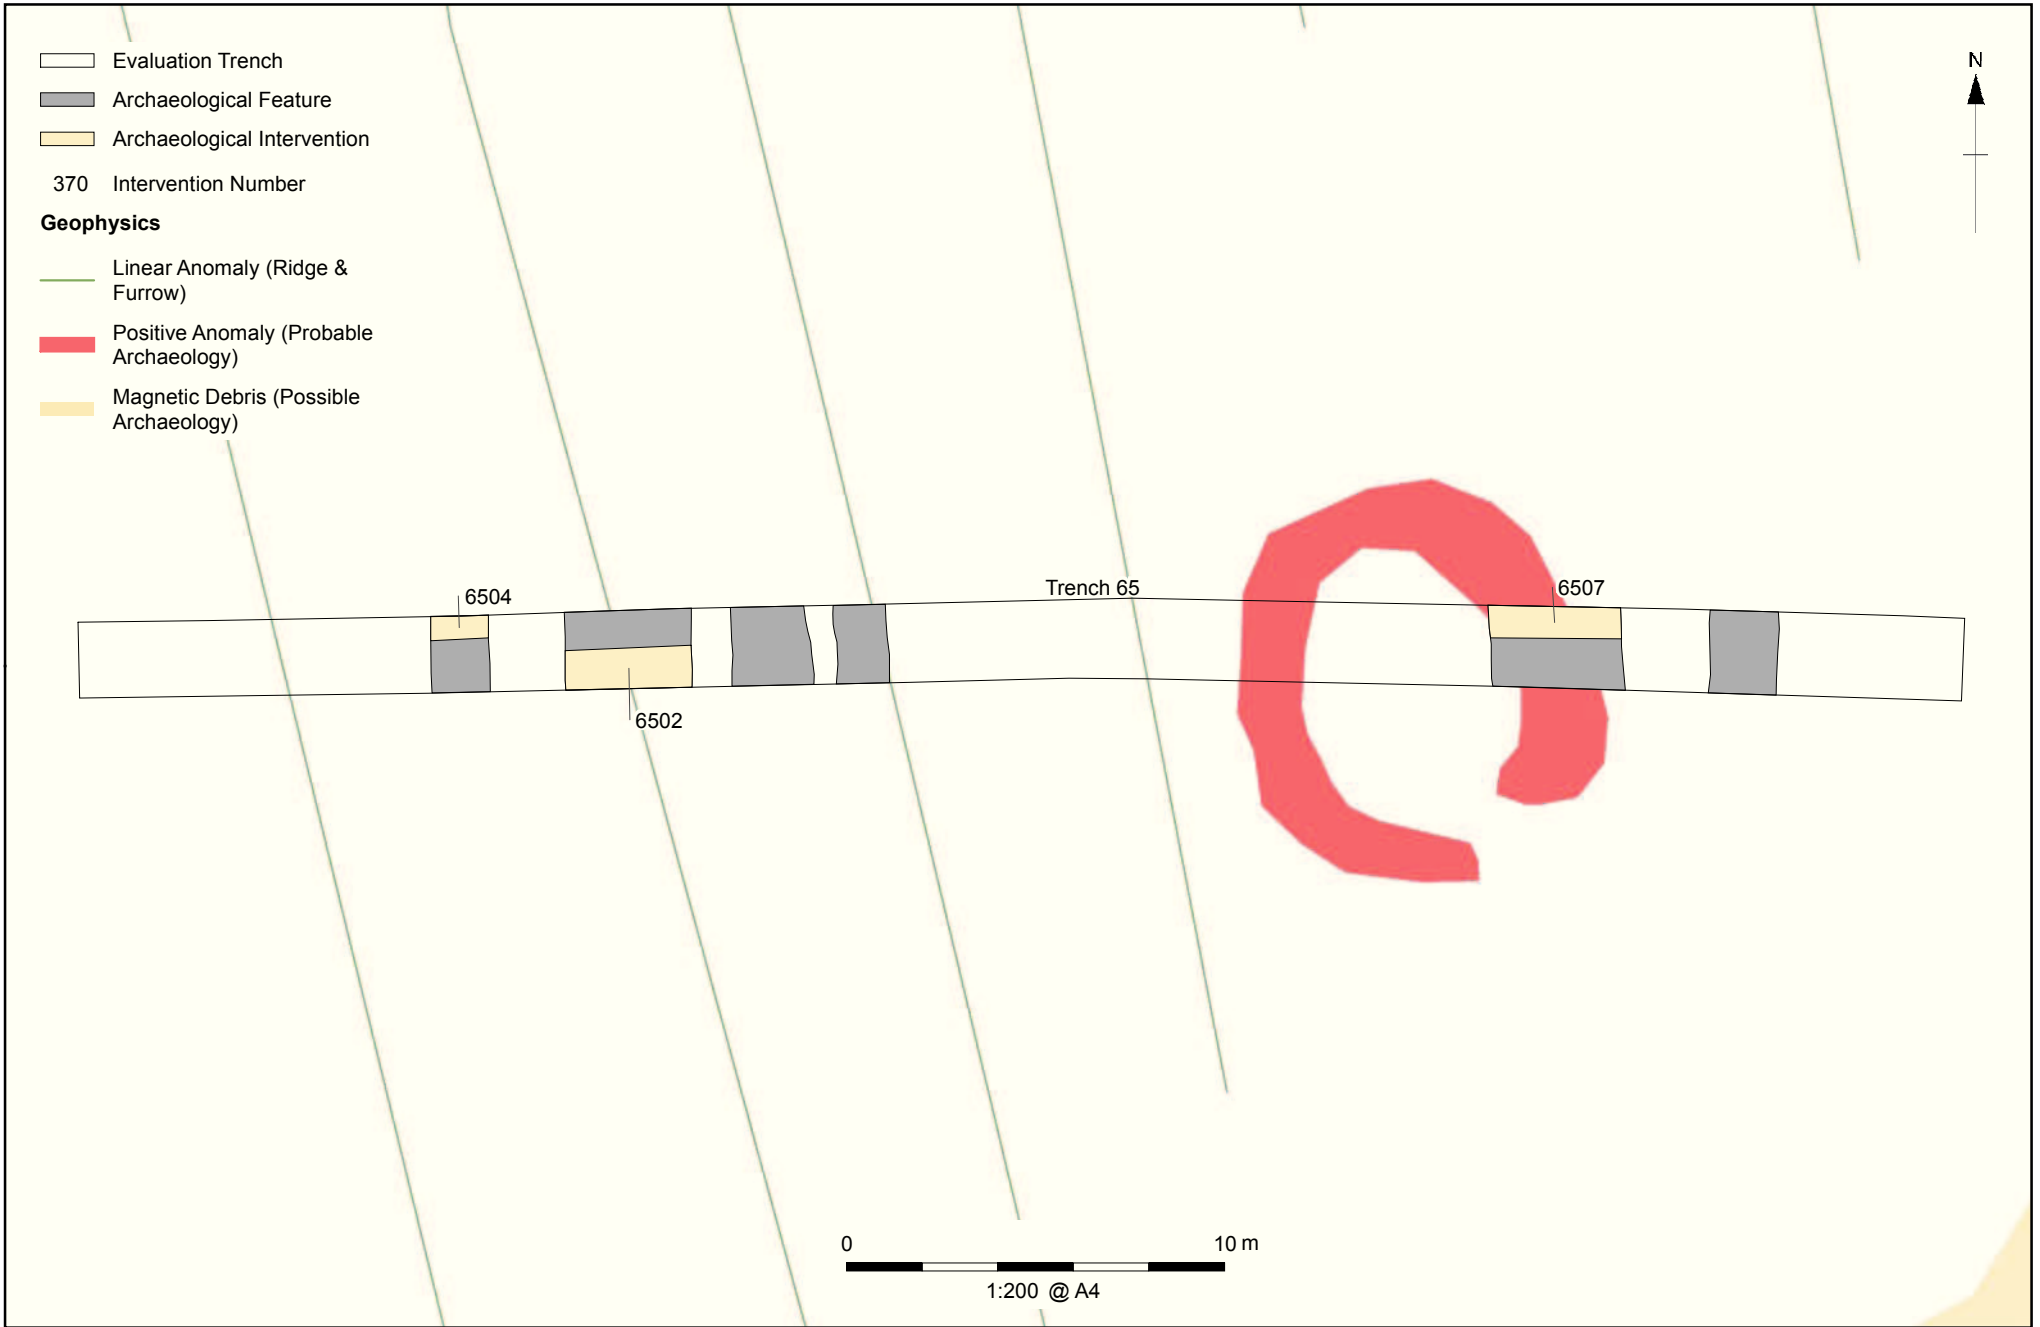 Evaluation Trench
Archaeological Feature
Archaeological Intervention
370 Intervention Number
Geophysics
Linear Anomaly (Ridge &
Furrow)
Positive Anomaly (Probable
Archaeology)
Magnetic Debris (Possible
Archaeology)
N
6504
6502
Trench 65
6507
0 10 m
1:200 @ A4